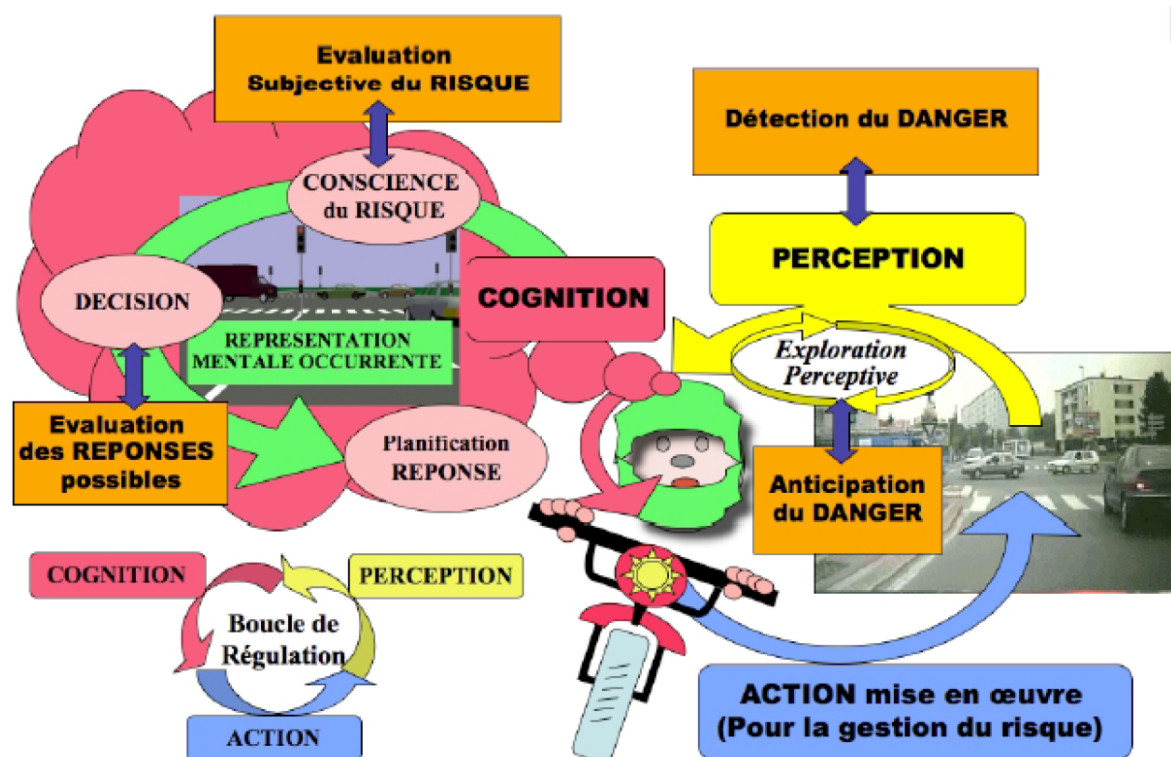 Evaluation
Subjective du RISQUE
Détection du DANGER
CONSCIENCE
du RISQUE
PERCEPTION
DECISION
COGNITION
REPRESENTATION
MENTALE OCCURRENTE
Exploration
Perceptive
Evaluation
des REPONSES
possibles
Planification
REPONSE
Anticipation
du DANGER
COGNITION
PERCEPTION
Boucle de
Régulation
ACTION
ACTION mise en œuvre
(Pour la gestion du risque)